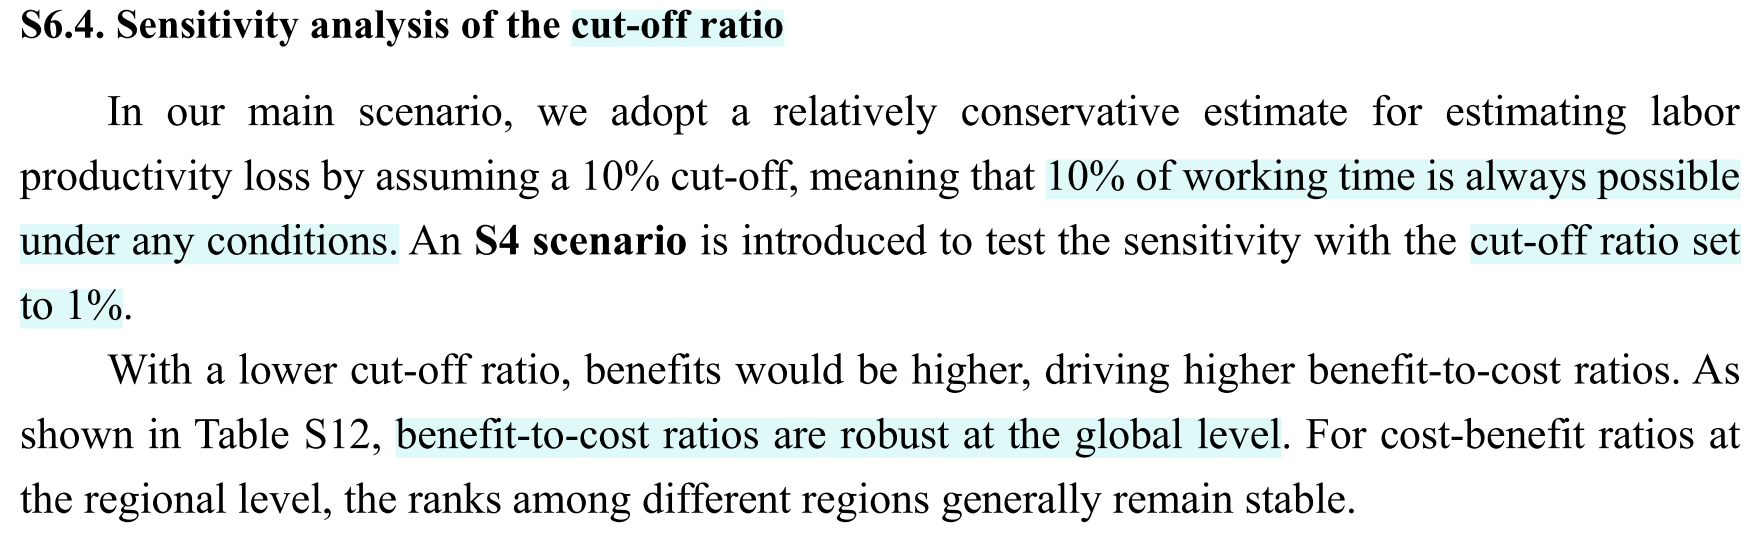 S6.4. Sensitivity analysis of the cut-off ratio
In our main scenario, we adopt a relatively conservative estimate for estimating labor
productivity loss by assuming a 10% cut-off, meaning that 10% of working time is always possible
under any conditions. An S4 scenario is introduced to test the sensitivity with the cut-off ratio set
to 1%.
With a lower cut-off ratio, benefits would be higher, driving higher benefit-to-cost ratios. As
shown in Table S12, benefit-to-cost ratios are robust at the global level. For cost-benefit ratios at
the regional level, the ranks among different regions generally remain stable.